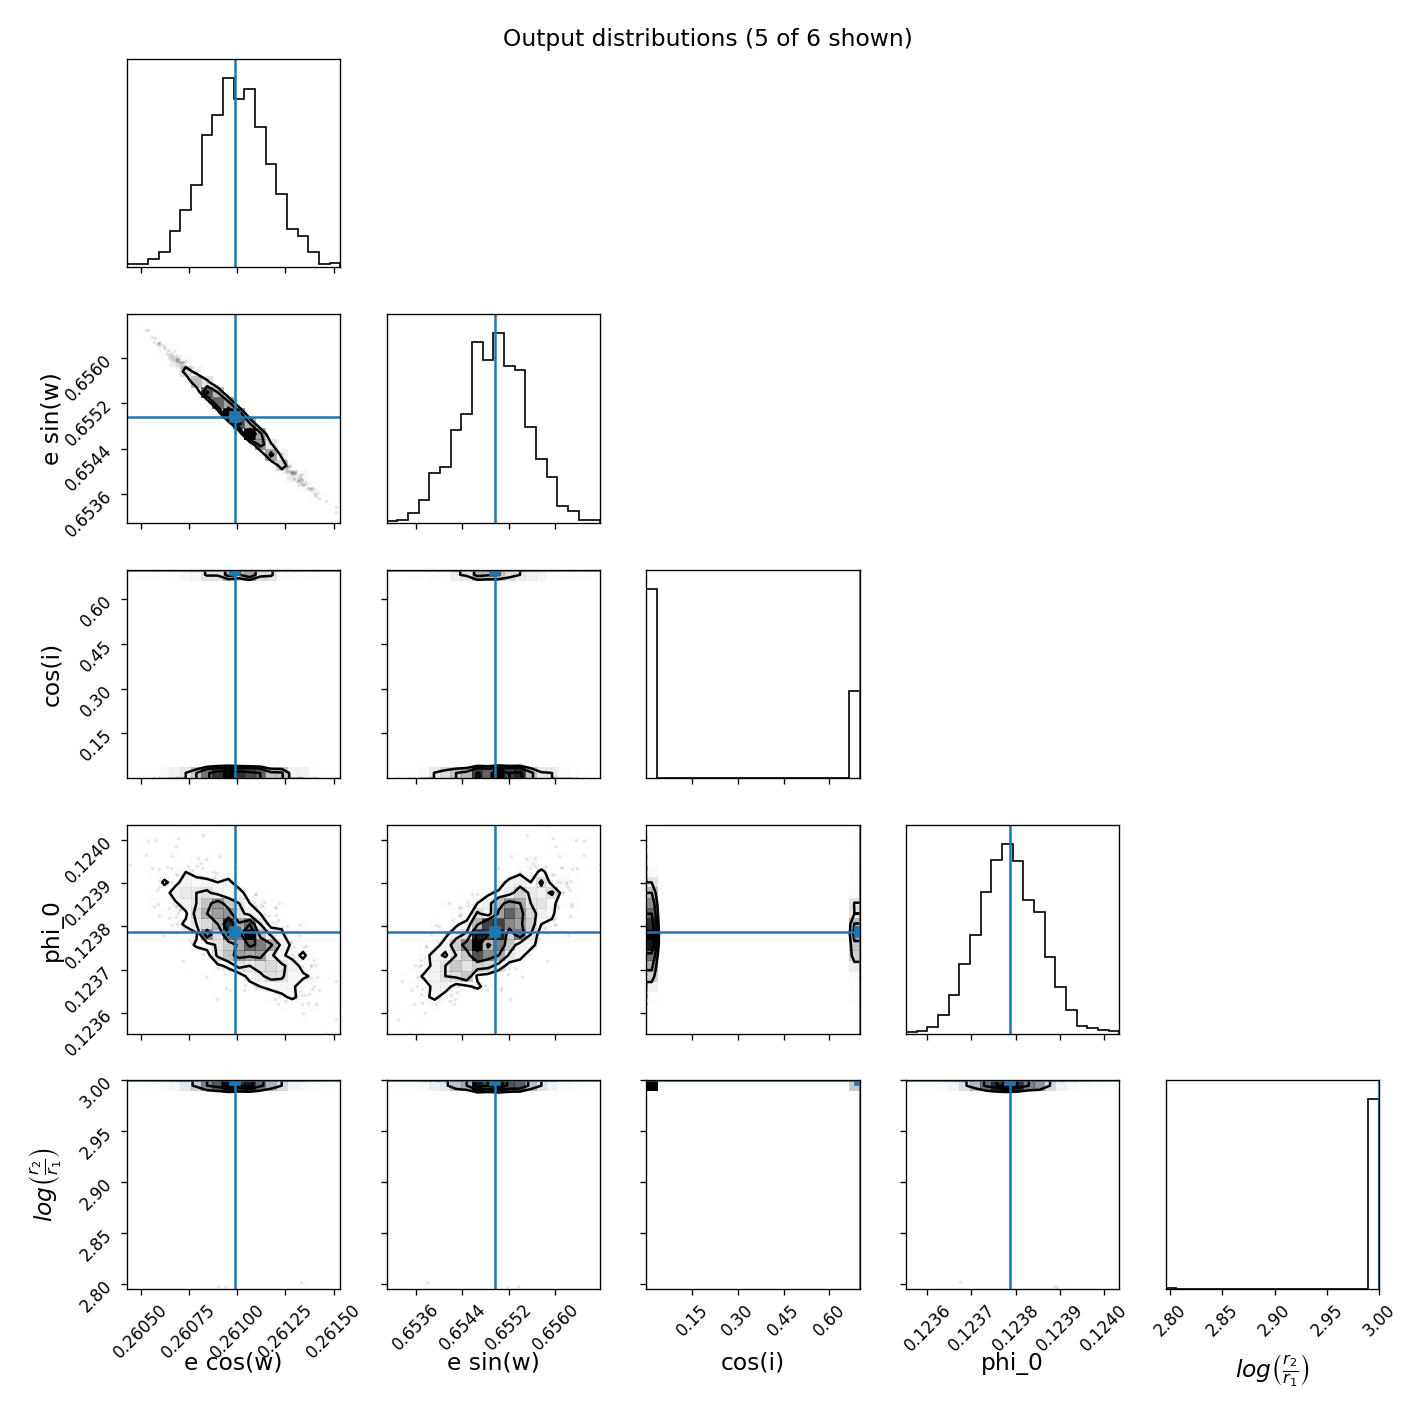 Output distributions (5 of 6 shown)
e sin(w)
0.6560
0.6552
0.6544
0.6536
cos(i)
0.60
0.45
0.30
0.15
phi_0
0.1240
0.1239
0.1238
0.1237
0.1236
log(r₂/r₁)
3.00
2.95
2.90
2.85
2.80
0.26050 0.26075 0.26100 0.26125 0.26150
e cos(w)
0.6536 0.6544 0.6552 0.6560
e sin(w)
0.15 0.30 0.45 0.60
cos(i)
0.1236 0.1237 0.1238 0.1239 0.1240
phi_0
2.80 2.85 2.90 2.95 3.00
log(r₂/r₁)